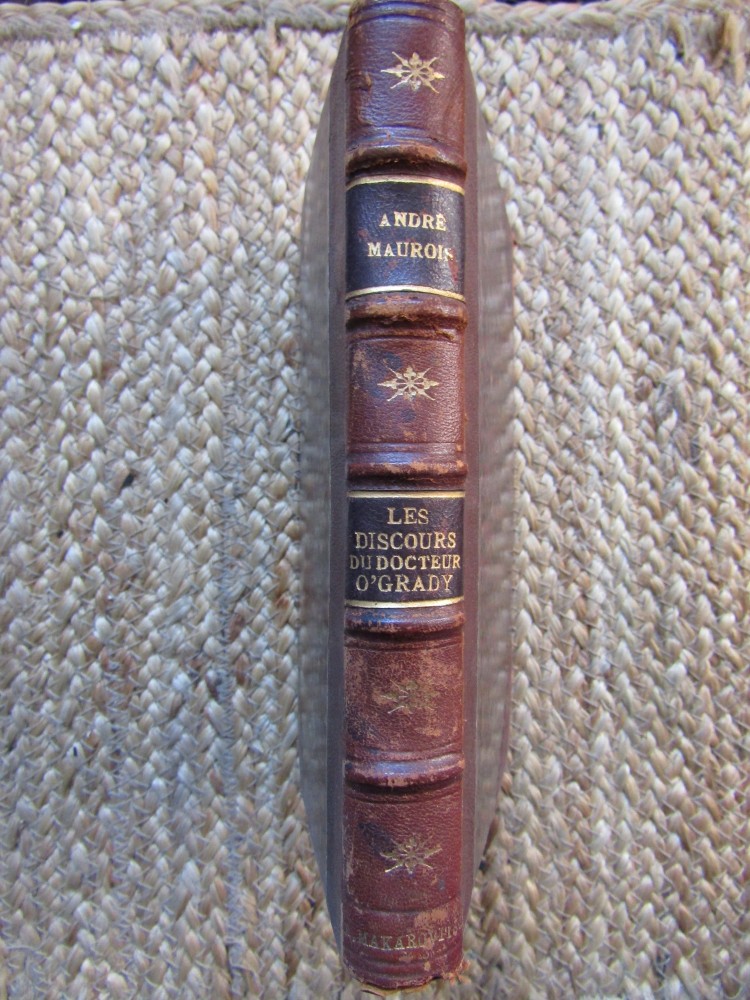 ANDRÉ
MAUROIS
LES
DISCOURS
DU DOCTEUR
O'GRADY